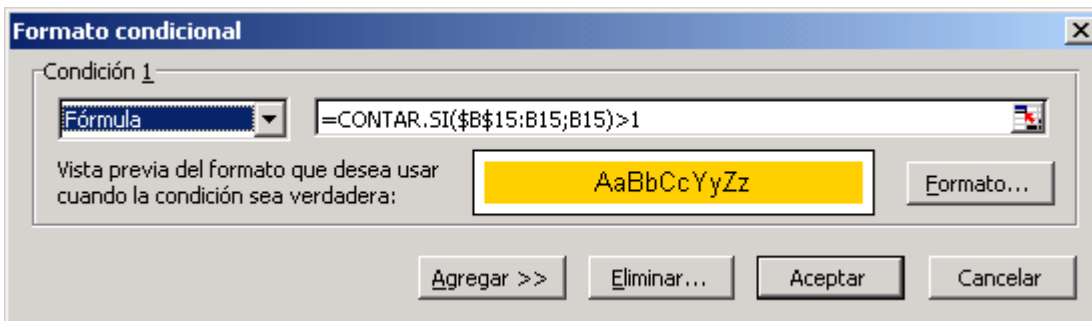 Formato condicional
Condición 1
Fórmula
=CONTAR.SI($B$15:B15;B15)>1
Vista previa del formato que desea usar
cuando la condición sea verdadera:
AaBbCcYyZz
Formato...
Agregar >>
Eliminar...
Aceptar
Cancelar